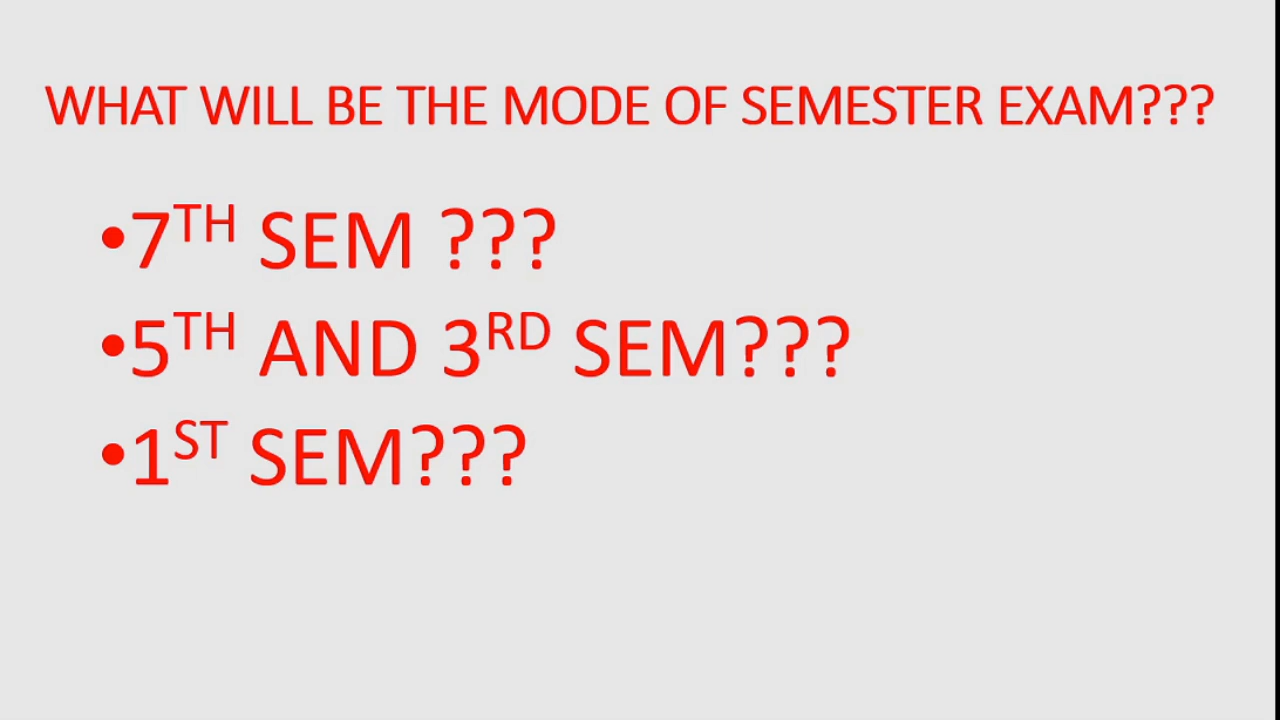 WHAT WILL BE THE MODE OF SEMESTER EXAM???
•7TH SEM ???
•5TH AND 3RD SEM???
•1ST SEM???